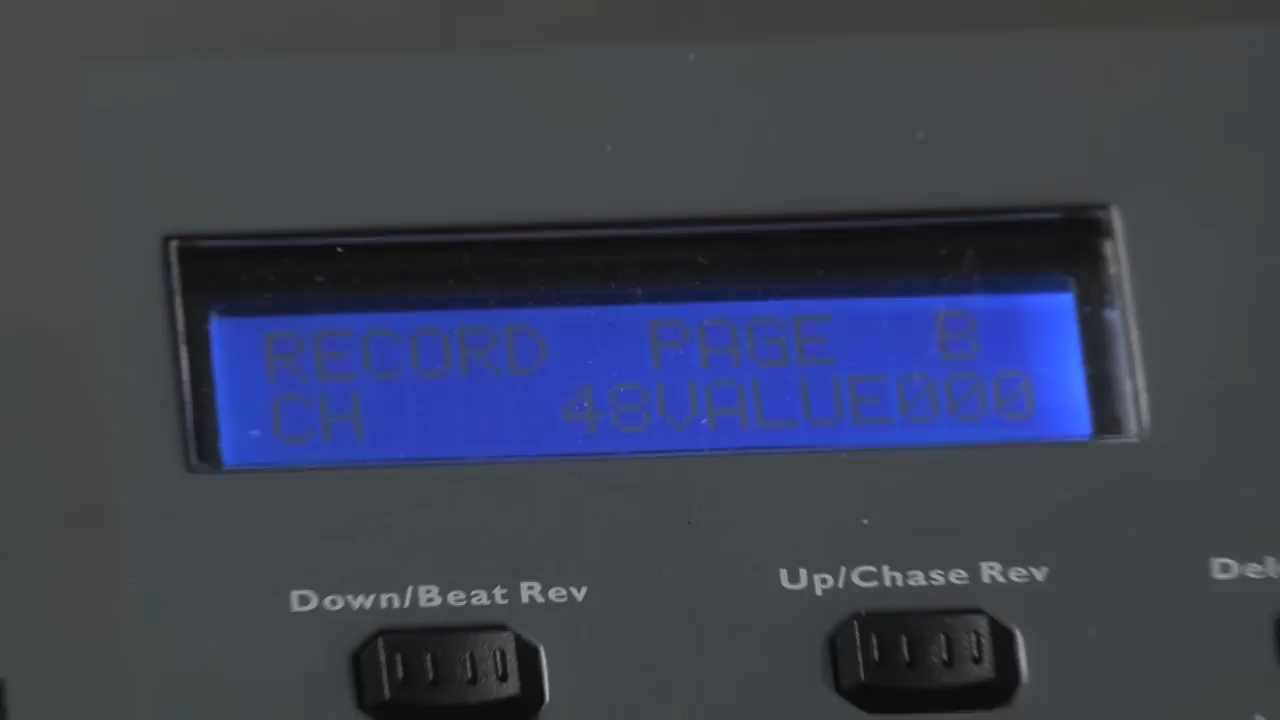 RECORD PAGE B
CH 48VALUE000
Down/Beat Rev
Up/Chase Rev
Del